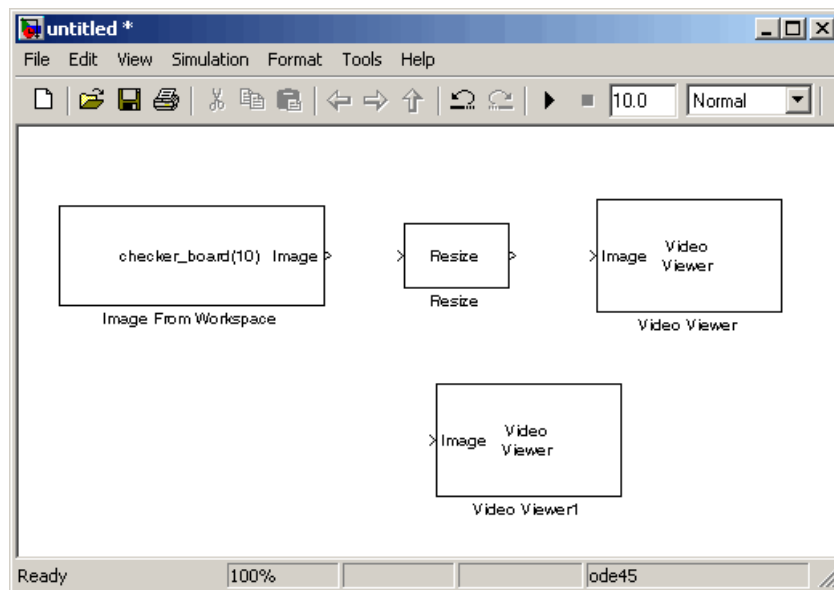 untitled *
File Edit View Simulation Format Tools Help
10.0 Normal
checker_board(10) Image
Image From Workspace
Resize
Resize
Image Video
Viewer
Video Viewer
Image Video
Viewer
Video Viewer1
Ready 100% ode45